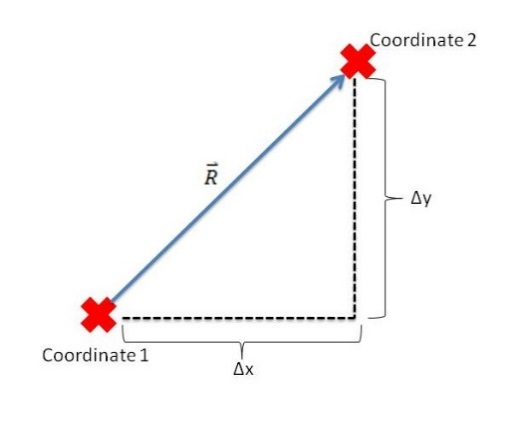 Coordinate 2
R⃗
Δy
Coordinate 1
Δx